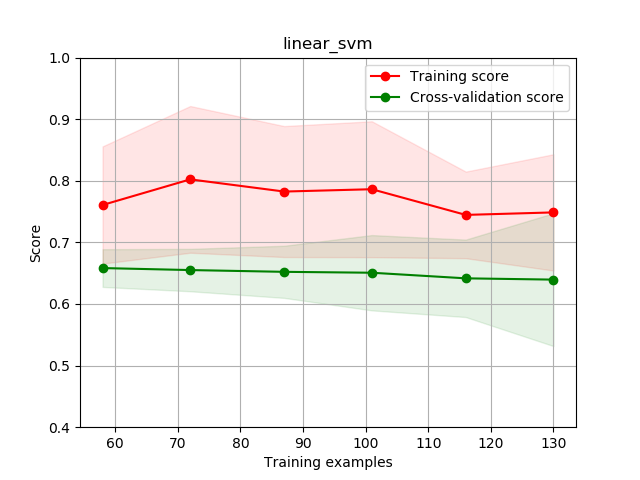 linear_svm
1.0
0.9
0.8
0.7
0.6
0.5
0.4
Score
Training score
Cross-validation score
60 70 80 90 100 110 120 130
Training examples